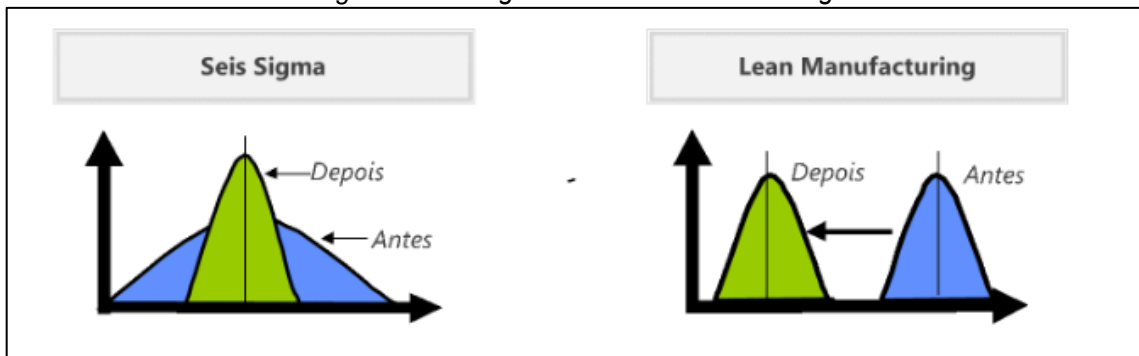 Seis Sigma
Lean Manufacturing
Depois
Antes
Depois
Antes